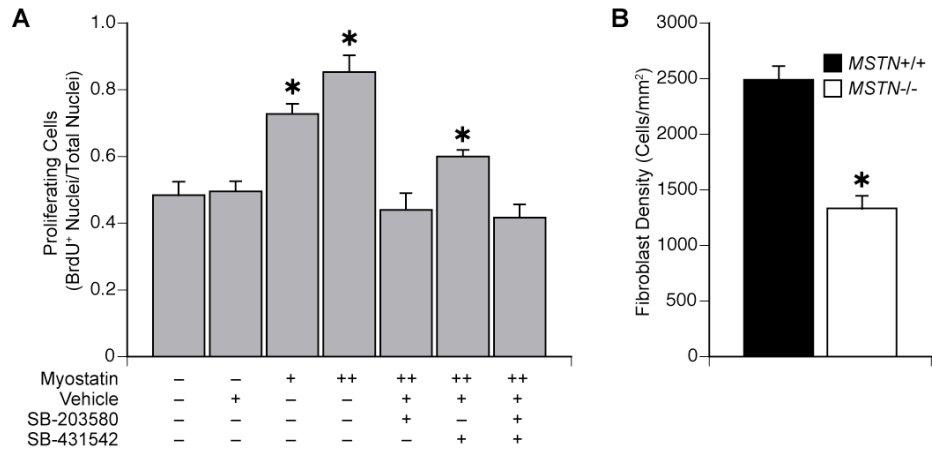 A
Proliferating Cells
(BrdU⁺ Nuclei/Total Nuclei)
1.0
0.8
0.6
0.4
0.2
0
* * *
Myostatin – – + ++ ++ ++ ++
Vehicle – + – – + + +
SB-203580 – – – – + – +
SB-431542 – – – – – + +
B
Fibroblast Density (Cells/mm²)
3000
2500
2000
1500
1000
500
0
MSTN+/+
MSTN-/-
*